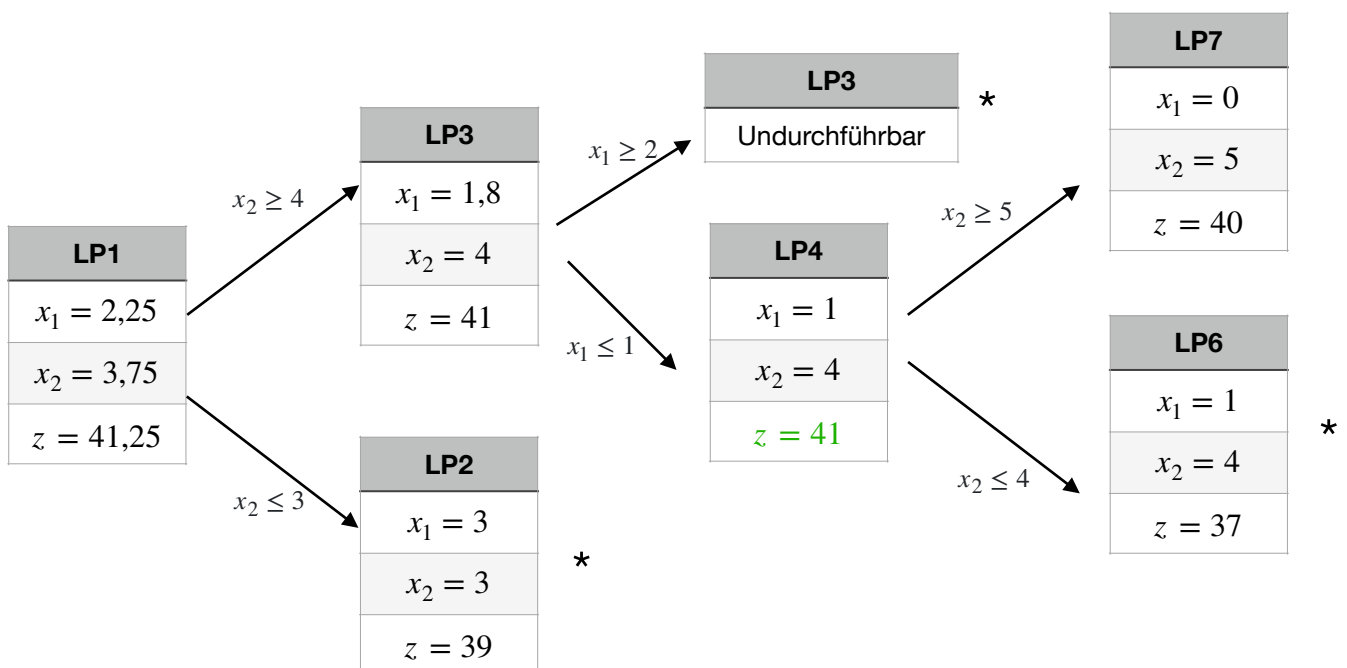 LP1
x₁ = 2,25
x₂ = 3,75
z = 41,25
x₂ ≥ 4
x₂ ≤ 3
LP3
x₁ = 1,8
x₂ = 4
z = 41
LP2
x₁ = 3
x₂ = 3
z = 39
*
x₁ ≥ 2
x₁ ≤ 1
LP3
Undurchführbar
*
LP4
x₁ = 1
x₂ = 4
z = 41
x₂ ≥ 5
x₂ ≤ 4
LP7
x₁ = 0
x₂ = 5
z = 40
LP6
x₁ = 1
x₂ = 4
z = 37
*